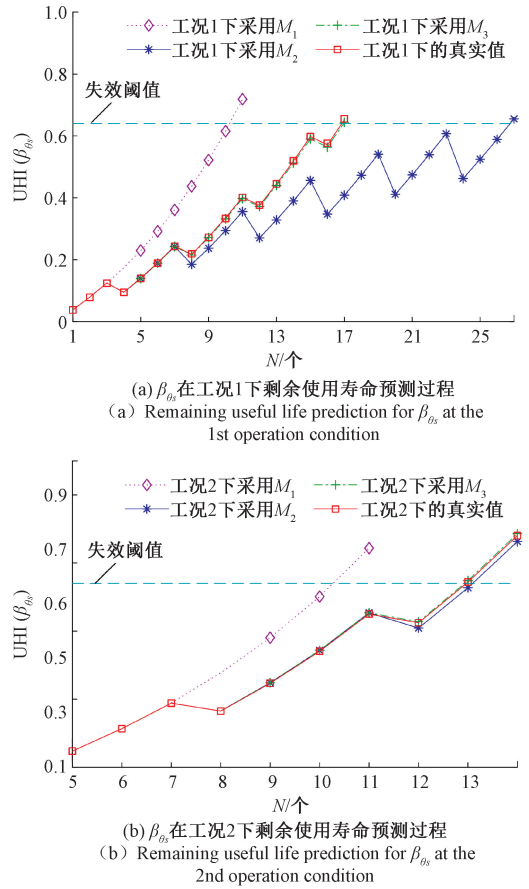 1.0
工况1下采用M₁
工况1下采用M₃
工况1下采用M₂
工况1下的真实值
0.8
失效阈值
0.6
UHI (βθs)
0.4
0.2
0
1 5 9 13 17 21 25
N/个
(a) βθs在工况1下剩余使用寿命预测过程
（a）Remaining useful life prediction for βθs at the
1st operation condition
工况2下采用M₁
工况2下采用M₃
0.9
工况2下采用M₂
工况2下的真实值
失效阈值
0.7
0.6
UHI (βθs)
0.5
0.3
0.1
5 6 7 8 9 10 11 12 13
N/个
(b) βθs在工况2下剩余使用寿命预测过程
（b）Remaining useful life prediction for βθs at the
2nd operation condition